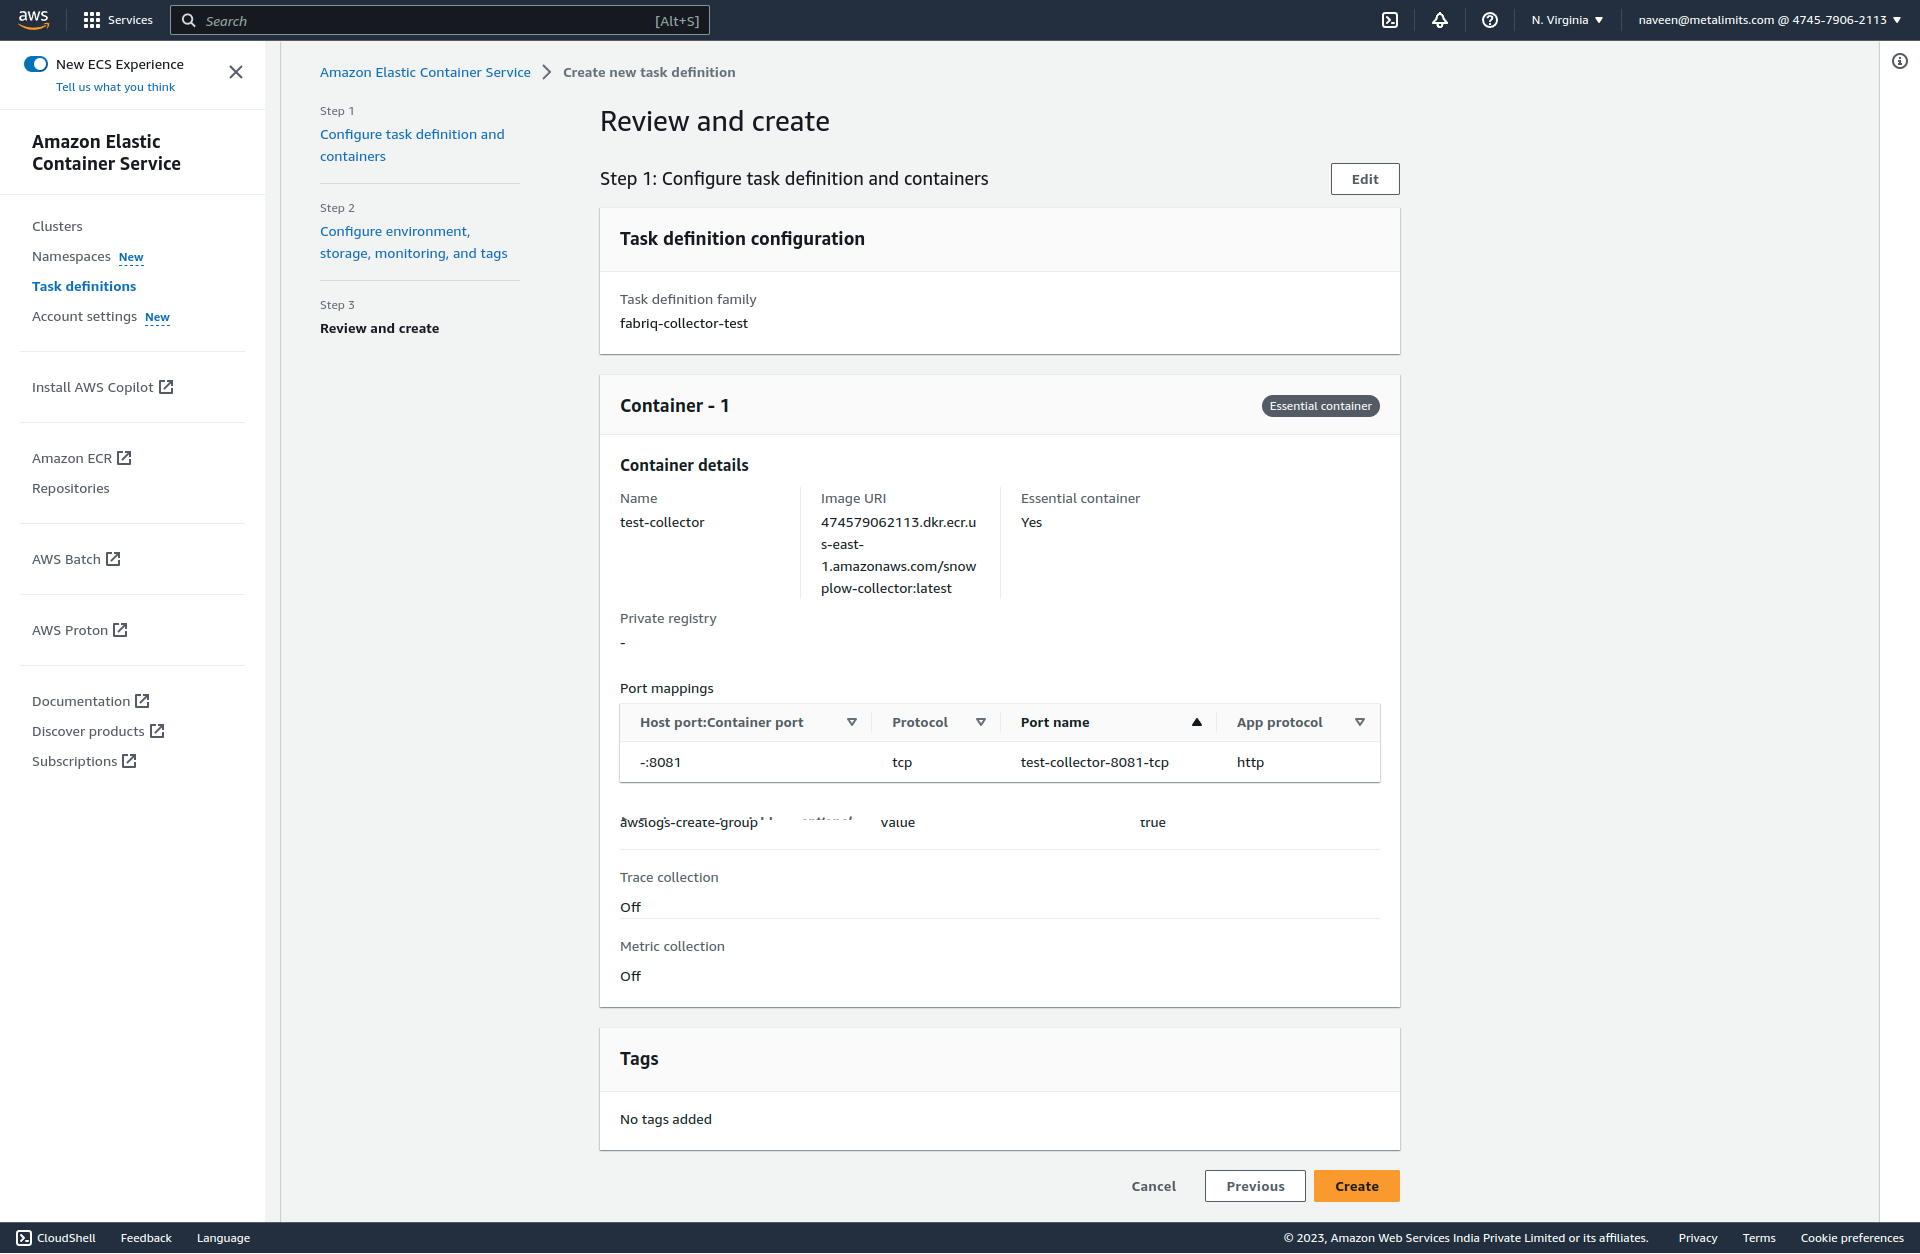 aws
Services
Search
[Alt+S]
N. Virginia
naveen@metalimits.com @ 4745-7906-2113
New ECS Experience
Tell us what you think
Amazon Elastic
Container Service
Clusters
Namespaces New
Task definitions
Account settings New
Install AWS Copilot
Amazon ECR
Repositories
AWS Batch
AWS Proton
Documentation
Discover products
Subscriptions
Amazon Elastic Container Service
Create new task definition
Step 1
Configure task definition and
containers
Step 2
Configure environment,
storage, monitoring, and tags
Step 3
Review and create
Review and create
Step 1: Configure task definition and containers
Edit
Task definition configuration
Task definition family
fabriq-collector-test
Container - 1
Essential container
Container details
Name
test-collector
Image URI
474579062113.dkr.ecr.u
s-east-
1.amazonaws.com/snow
plow-collector:latest
Essential container
Yes
Private registry
-
Port mappings
Host port:Container port Protocol Port name App protocol
-:8081 tcp test-collector-8081-tcp http
awslogs-create-group value true
Trace collection
Off
Metric collection
Off
Tags
No tags added
Cancel
Previous
Create
CloudShell Feedback Language
© 2023, Amazon Web Services India Private Limited or its affiliates. Privacy Terms Cookie preferences